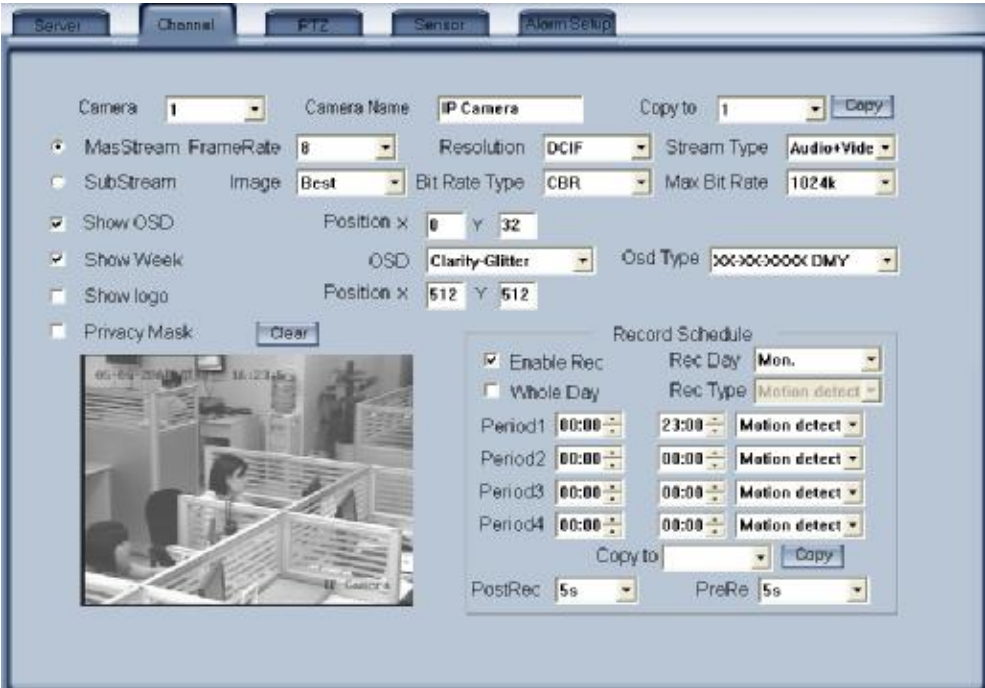 Server Channel PTZ Sensor Alarm Setup
Camera 1 Camera Name IP Camera Copy to 1 Copy
MasStream FrameRate 8 Resolution DCIF Stream Type Audio+Vide
SubStream Image Best Bit Rate Type CBR Max Bit Rate 1024k
Show OSD Position X 0 Y 32
Show Week OSD Clarity-Glitter Osd Type XX-XX-XXXX DMY
Show logo Position X 512 Y 512
Privacy Mask Clear
Record Schedule
Enable Rec Rec Day Mon.
Whole Day Rec Type Motion detect
Period1 00:00 23:00 Motion detect
Period2 00:00 00:00 Motion detect
Period3 00:00 00:00 Motion detect
Period4 00:00 00:00 Motion detect
Copy to Copy
PostRec 5s PreRe 5s
IP Camera